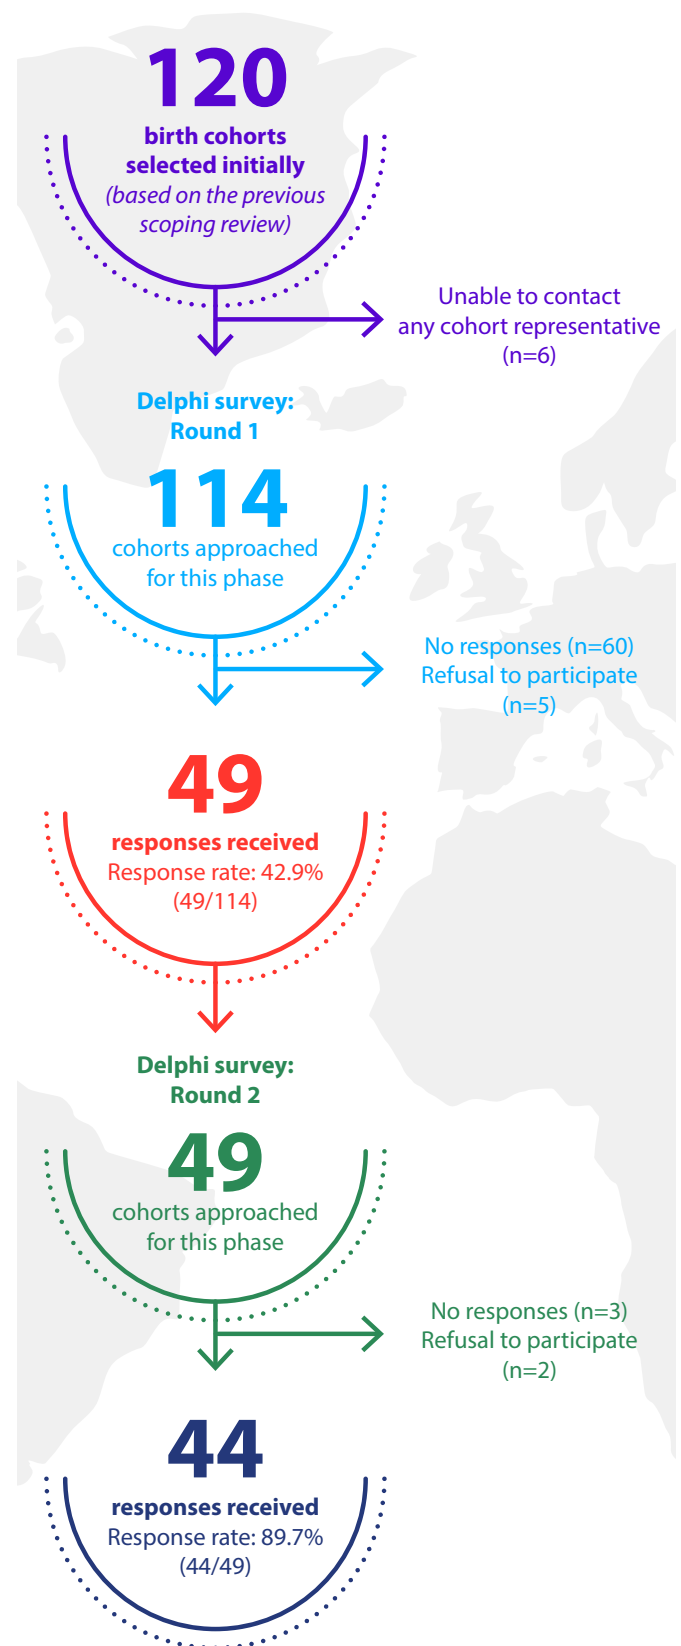 120
birth cohorts
selected initially
(based on the previous
scoping review)
Unable to contact
any cohort representative
(n=6)
Delphi survey:
Round 1
114
cohorts approached
for this phase
No responses (n=60)
Refusal to participate
(n=5)
49
responses received
Response rate: 42.9%
(49/114)
Delphi survey:
Round 2
49
cohorts approached
for this phase
No responses (n=3)
Refusal to participate
(n=2)
44
responses received
Response rate: 89.7%
(44/49)